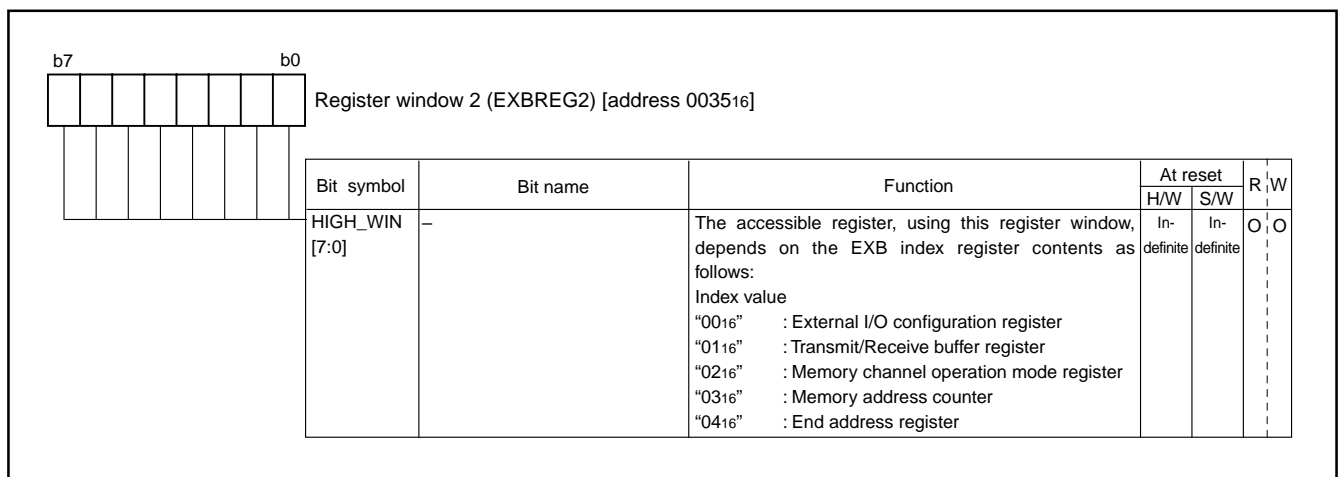 b7 b0
Register window 2 (EXBREG2) [address 003516]
Bit symbol Bit name Function At reset R W
H/W S/W
HIGH_WIN – The accessible register, using this register window, In- In- O O
[7:0] depends on the EXB index register contents as definite definite
follows:
Index value
“0016” : External I/O configuration register
“0116” : Transmit/Receive buffer register
“0216” : Memory channel operation mode register
“0316” : Memory address counter
“0416” : End address register